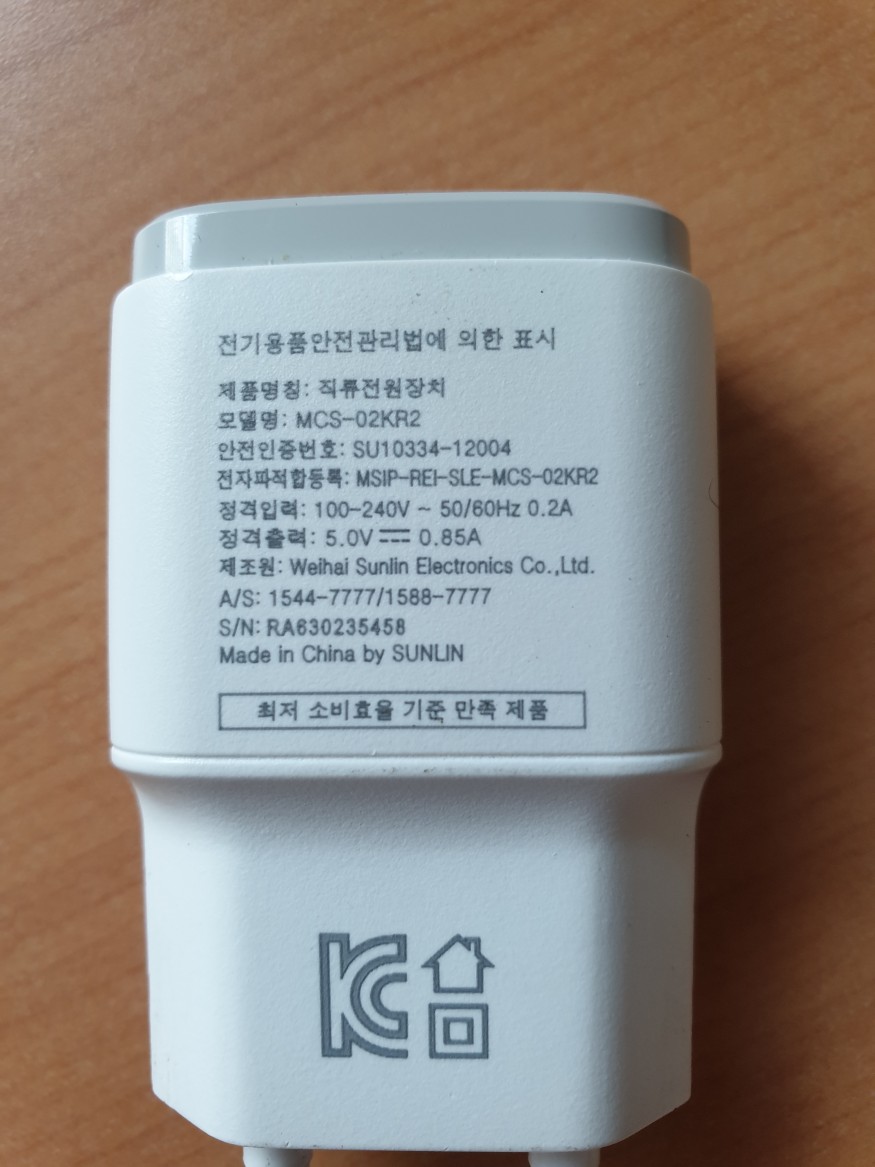 전기용품안전관리법에 의한 표시
제품명칭: 직류전원장치
모델명: MCS-02KR2
안전인증번호: SU10334-12004
전자파적합등록: MSIP-REI-SLE-MCS-02KR2
정격입력: 100-240V ~ 50/60Hz 0.2A
정격출력: 5.0V ⎓ 0.85A
제조원: Weihai Sunlin Electronics Co.,Ltd.
A/S: 1544-7777/1588-7777
S/N: RA630235458
Made in China by SUNLIN
최저 소비효율 기준 만족 제품
KC